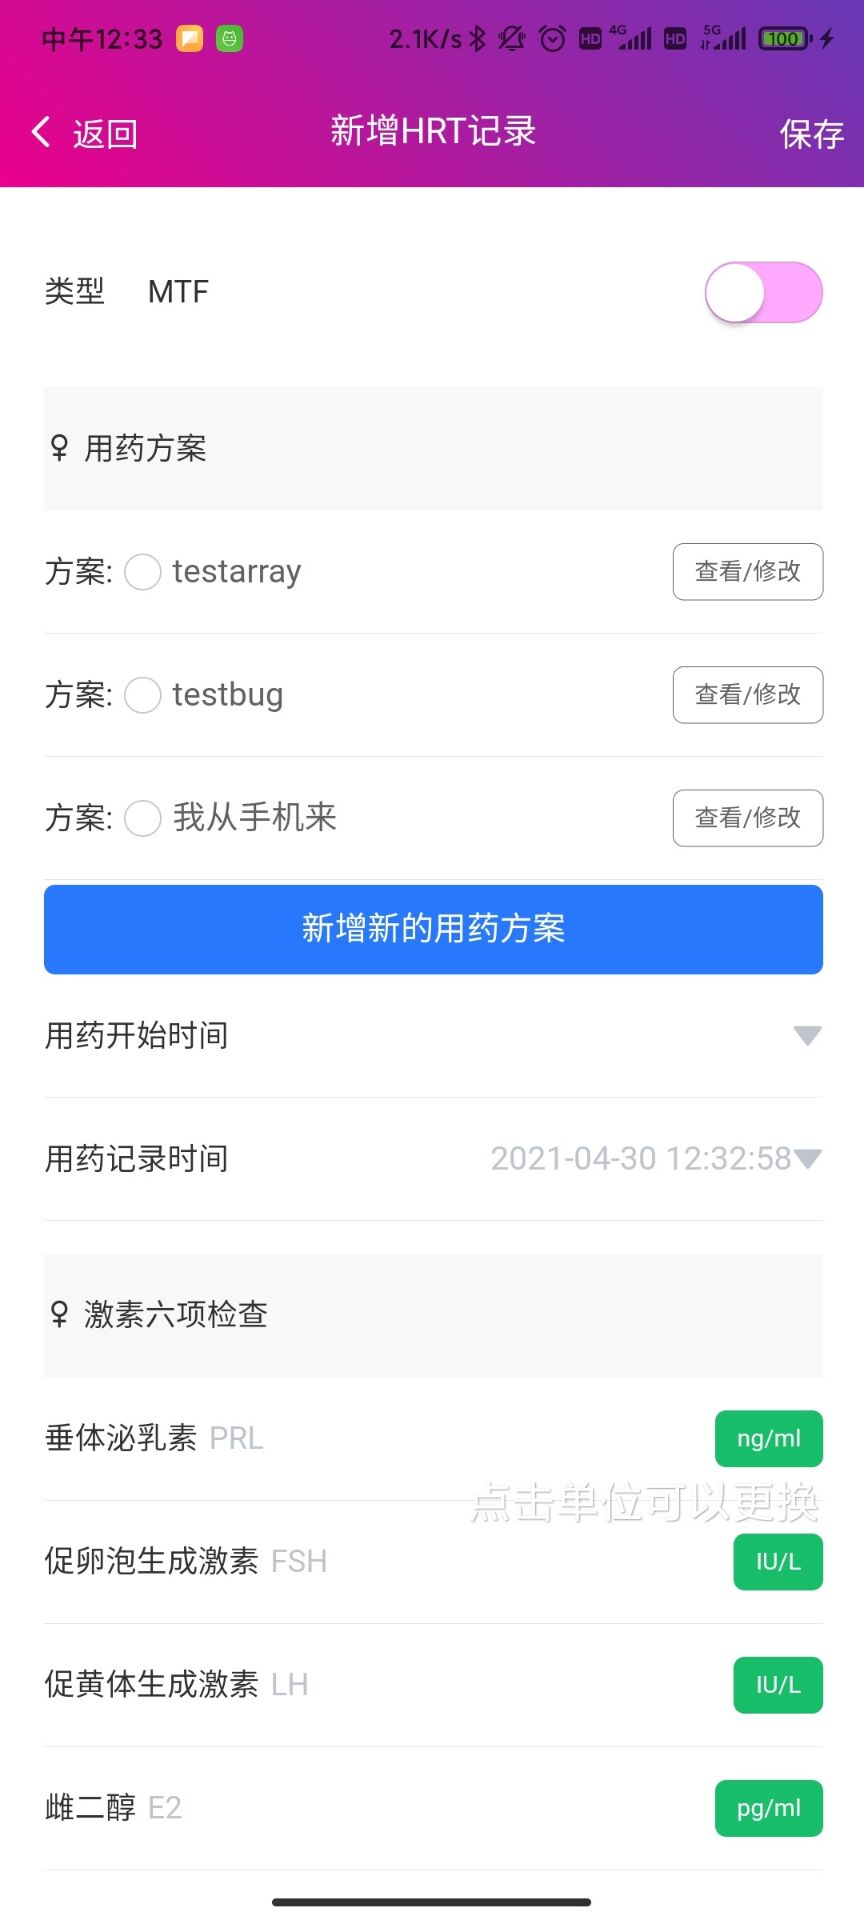 中午12:33 2.1K/s HD 4G HD 5G 100
返回 新增HRT记录 保存
类型 MTF
♀ 用药方案
方案: testarray 查看/修改
方案: testbug 查看/修改
方案: 我从手机来 查看/修改
新增新的用药方案
用药开始时间
用药记录时间 2021-04-30 12:32:58
♀ 激素六项检查
垂体泌乳素 PRL ng/ml
点击单位可以更换
促卵泡生成激素 FSH IU/L
促黄体生成激素 LH IU/L
雌二醇 E2 pg/ml